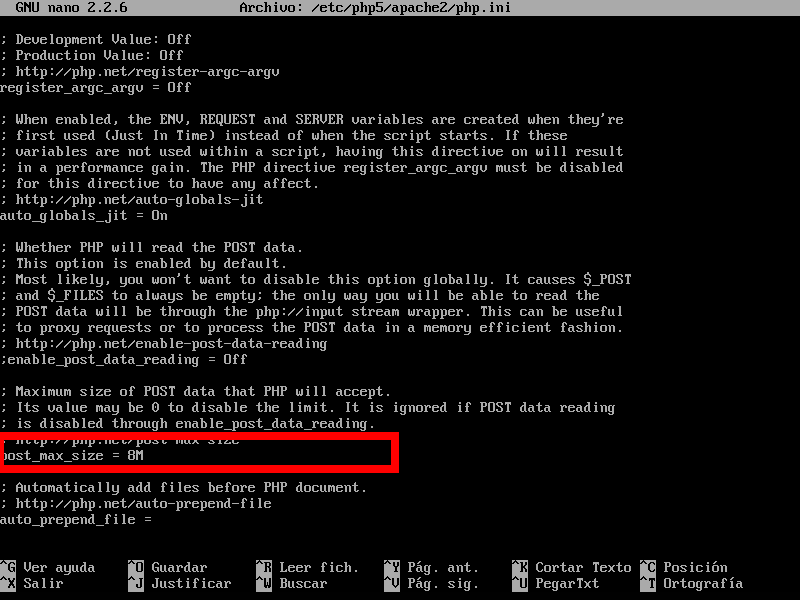 GNU nano 2.2.6 Archivo: /etc/php5/apache2/php.ini
; Development Value: Off
; Production Value: Off
; http://php.net/register-argc-argv
register_argc_argv = Off
; When enabled, the ENV, REQUEST and SERVER variables are created when they're
; first used (Just In Time) instead of when the script starts. If these
; variables are not used within a script, having this directive on will result
; in a performance gain. The PHP directive register_argc_argv must be disabled
; for this directive to have any affect.
; http://php.net/auto-globals-jit
auto_globals_jit = On
; Whether PHP will read the POST data.
; This option is enabled by default.
; Most likely, you won't want to disable this option globally. It causes $_POST
; and $_FILES to always be empty; the only way you will be able to read the
; POST data will be through the php://input stream wrapper. This can be useful
; to proxy requests or to process the POST data in a memory efficient fashion.
; http://php.net/enable-post-data-reading
;enable_post_data_reading = Off
; Maximum size of POST data that PHP will accept.
; Its value may be 0 to disable the limit. It is ignored if POST data reading
; is disabled through enable_post_data_reading.
; http://php.net/post-max-size
post_max_size = 8M
; Automatically add files before PHP document.
; http://php.net/auto-prepend-file
auto_prepend_file =
^G Ver ayuda ^O Guardar ^R Leer fich. ^Y Pág. ant. ^K Cortar Texto ^C Posición
^X Salir ^J Justificar ^W Buscar ^V Pág. sig. ^U PegarTxt ^T Ortografía